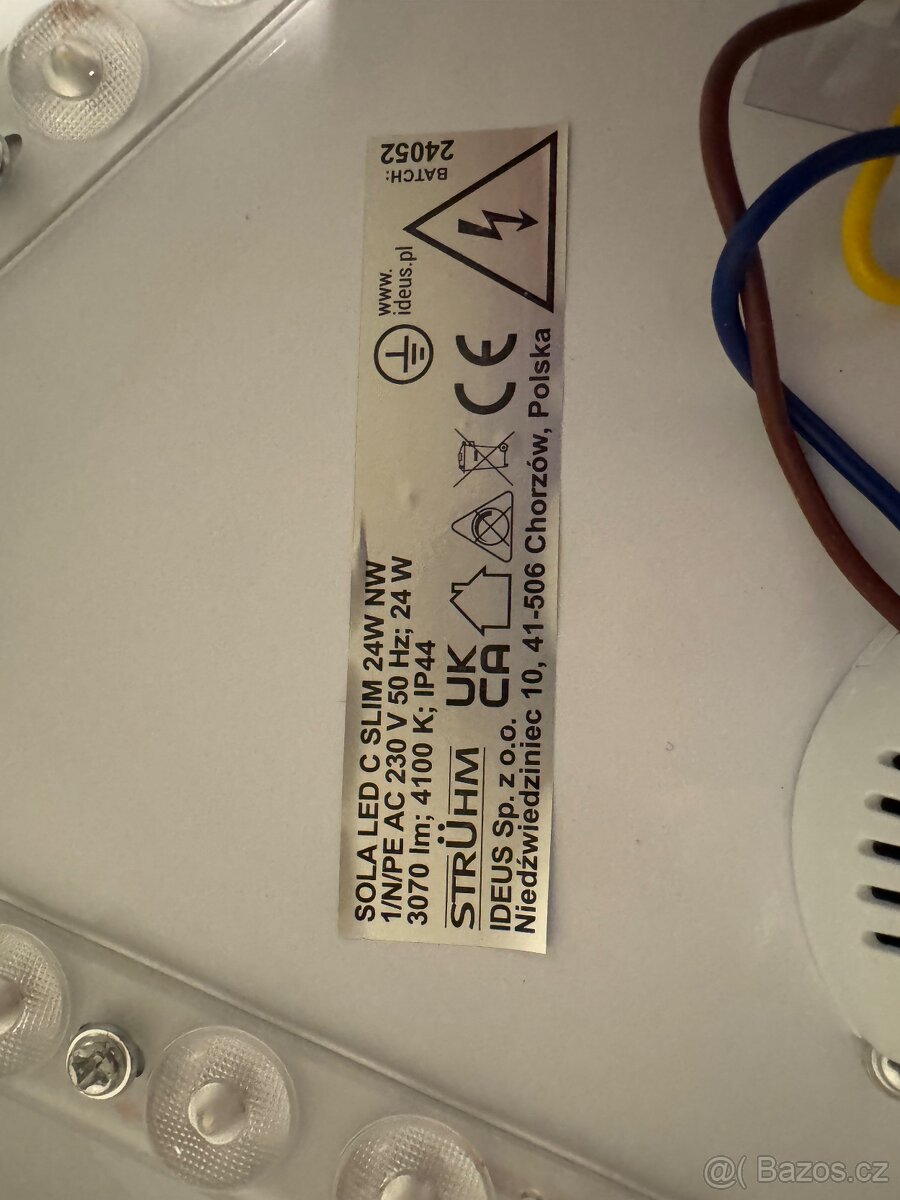 SOLA LED C SLIM 24W NW
1/N/PE AC 230 V 50 Hz; 24 W
3070 lm; 4100 K; IP44
STRÜHM
UK
CA
CE
IDEUS Sp. z o.o.
Niedźwiedziniec 10, 41-506 Chorzów, Polska
www.
ideus.pl
BATCH:
24052
@( Bazos.cz